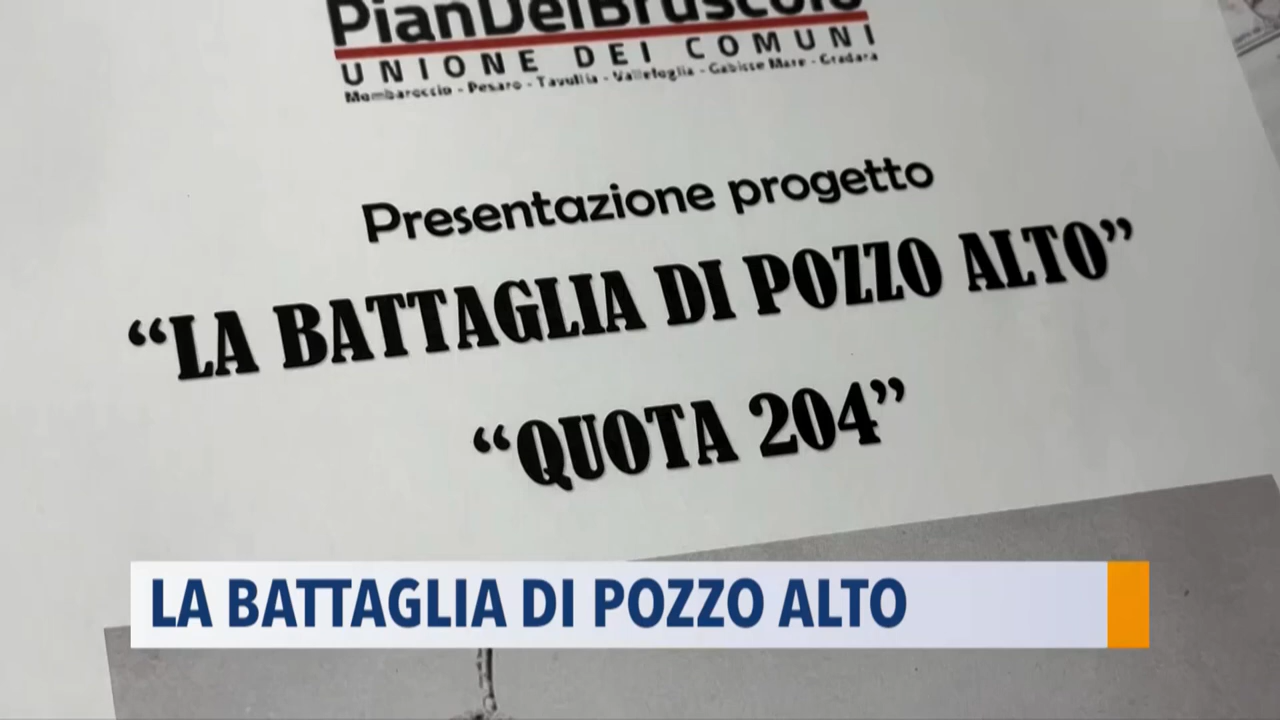 PianDelBruscolo
UNIONE DEI COMUNI
Mombaroccio - Pesaro - Tavullia - Vallefoglia - Gabicce Mare - Gradara
Presentazione progetto
“LA BATTAGLIA DI POZZO ALTO”
“QUOTA 204”
LA BATTAGLIA DI POZZO ALTO